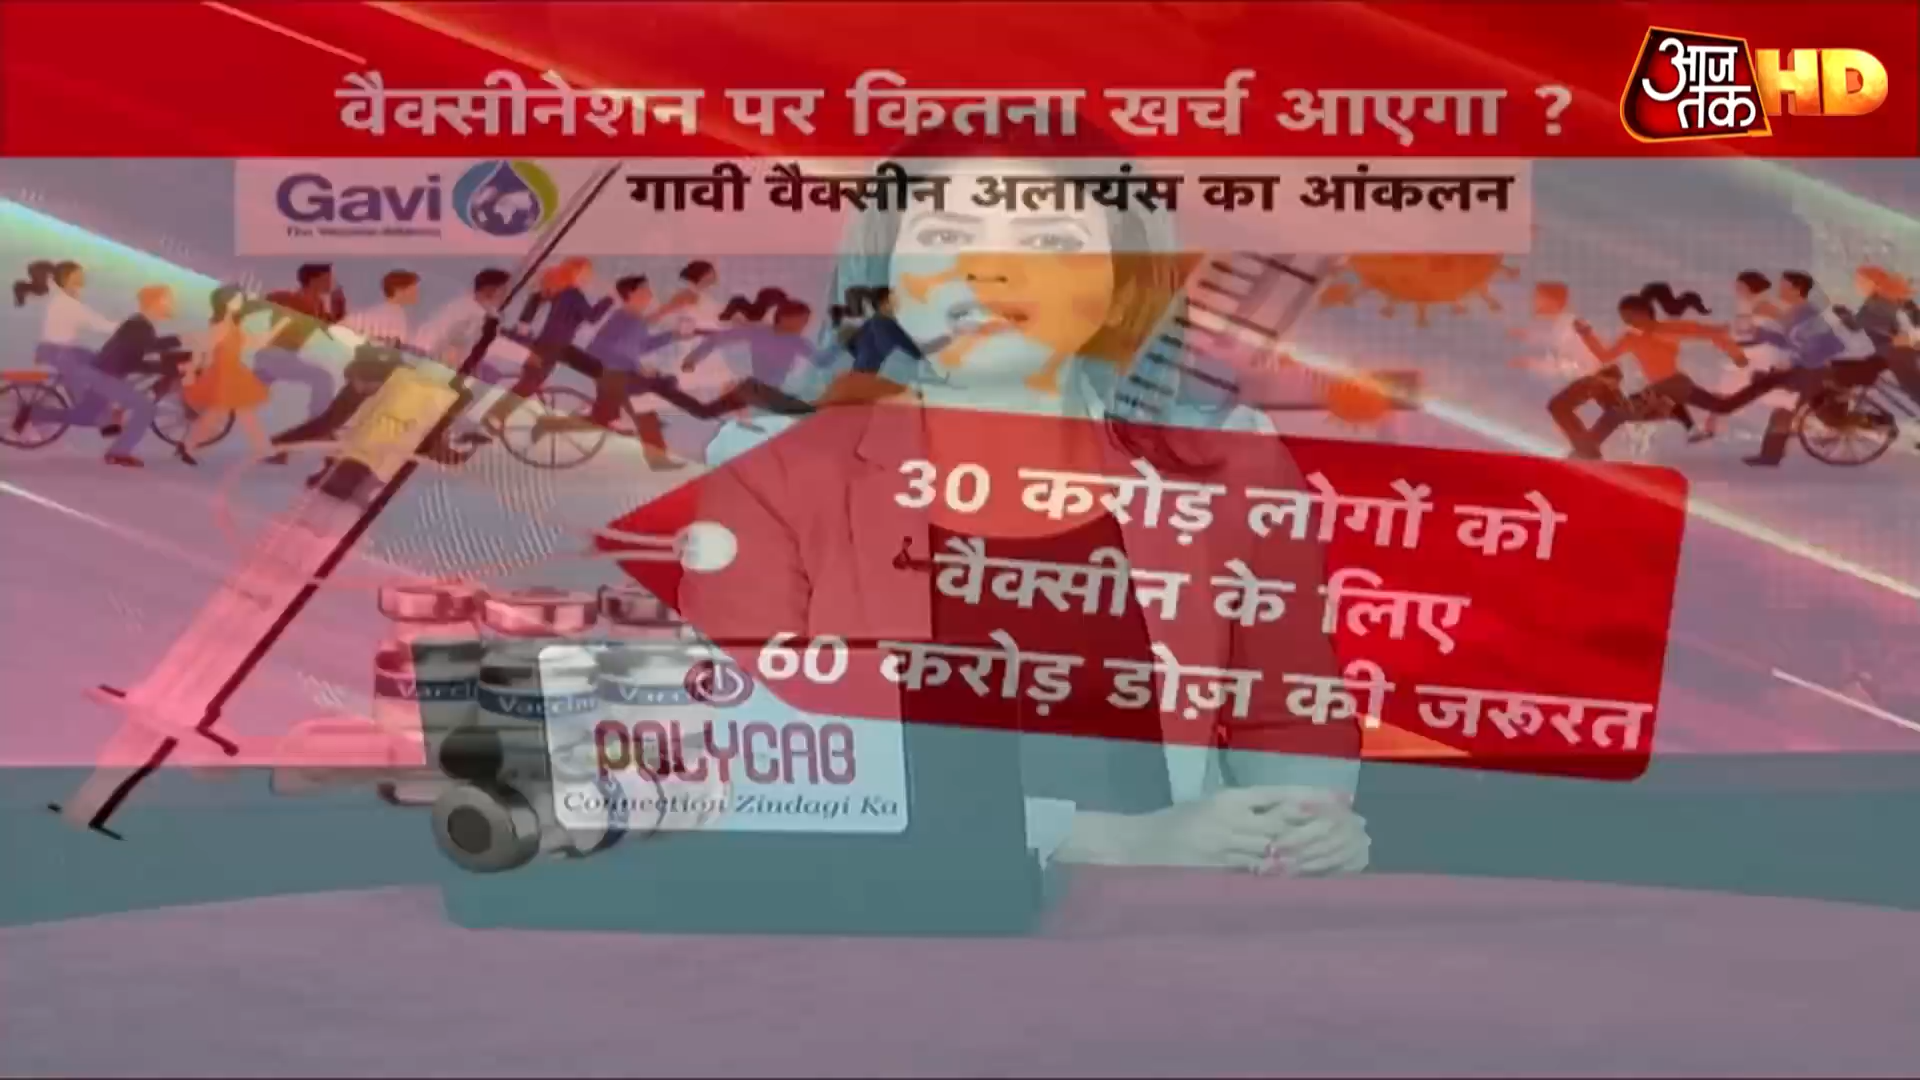 वैक्सीनेशन पर कितना खर्च आएगा ?
आज तक HD
Gavi
गावी वैक्सीन अलायंस का आंकलन
30 करोड़ लोगों को
वैक्सीन के लिए
60 करोड़ डोज़ की जरूरत
Vaccine
POLYCAB
Connection Zindagi Ka